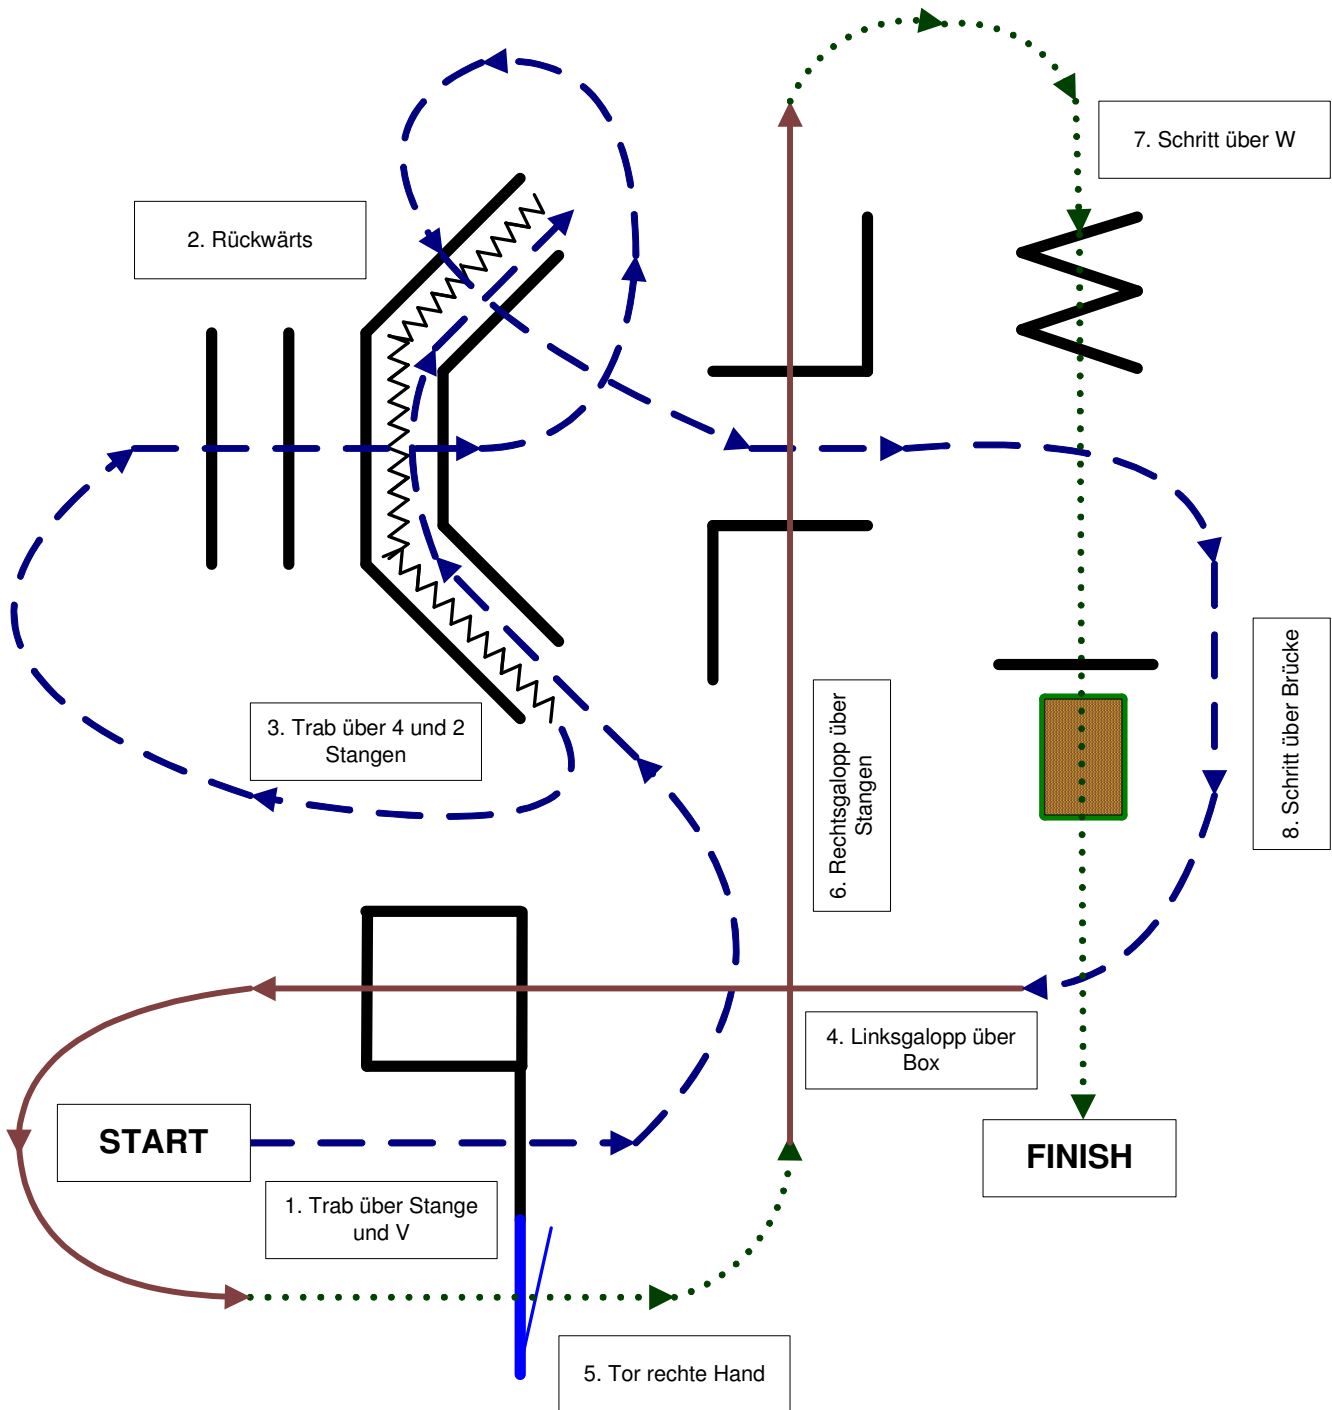 7. Schritt über W
2. Rückwärts
3. Trab über 4 und 2
Stangen
6. Rechtsgalopp über
Stangen
8. Schritt über Brücke
4. Linksgalopp über
Box
START
FINISH
1. Trab über Stange
und V
5. Tor rechte Hand